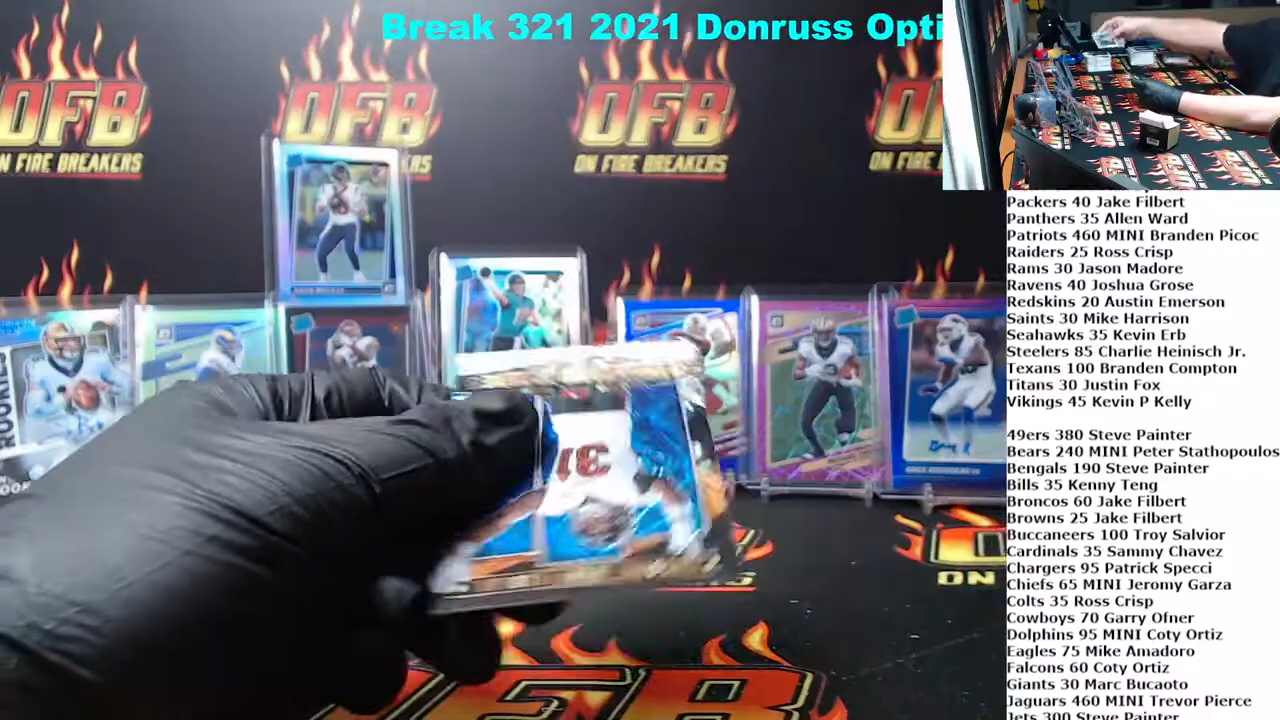 Break 321 2021 Donruss Opti
OFB
ON FIRE BREAKERS
OFB
ON FIRE BREAKERS
OFB
ON FIRE BREAKERS
ROOKIES
Packers 40 Jake Filbert
Panthers 35 Allen Ward
Patriots 460 MINI Branden Picoc
Raiders 25 Ross Crisp
Rams 30 Jason Madore
Ravens 40 Joshua Grose
Redskins 20 Austin Emerson
Saints 30 Mike Harrison
Seahawks 35 Kevin Erb
Steelers 85 Charlie Heinisch Jr.
Texans 100 Branden Compton
Titans 30 Justin Fox
Vikings 45 Kevin P Kelly
49ers 380 Steve Painter
Bears 240 MINI Peter Stathopoulos
Bengals 190 Steve Painter
Bills 35 Kenny Teng
Broncos 60 Jake Filbert
Browns 25 Jake Filbert
Buccaneers 100 Troy Salvior
Cardinals 35 Sammy Chavez
Chargers 95 Patrick Specci
Chiefs 65 MINI Jeromy Garza
Colts 35 Ross Crisp
Cowboys 70 Garry Ofner
Dolphins 95 MINI Coty Ortiz
Eagles 75 Mike Amadoro
Falcons 60 Coty Ortiz
Giants 30 Marc Bucaoto
Jaguars 460 MINI Trevor Pierce
Jets 300 Steve Painter
31
ON
OFB